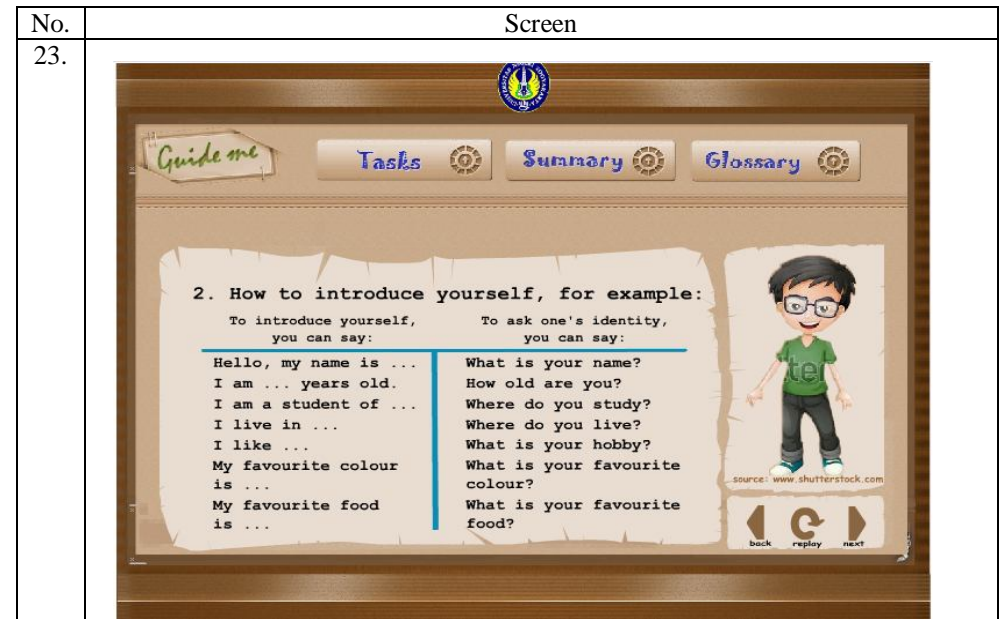 No. Screen
23.
Guide me Tasks Summary Glossary
2. How to introduce yourself, for example:
To introduce yourself,
you can say:
To ask one's identity,
you can say:
Hello, my name is ...
I am ... years old.
I am a student of ...
I live in ...
I like ...
My favourite colour
is ...
My favourite food
is ...
What is your name?
How old are you?
Where do you study?
Where do you live?
What is your hobby?
What is your favourite
colour?
What is your favourite
food?
source: www.shutterstock.com
back replay next